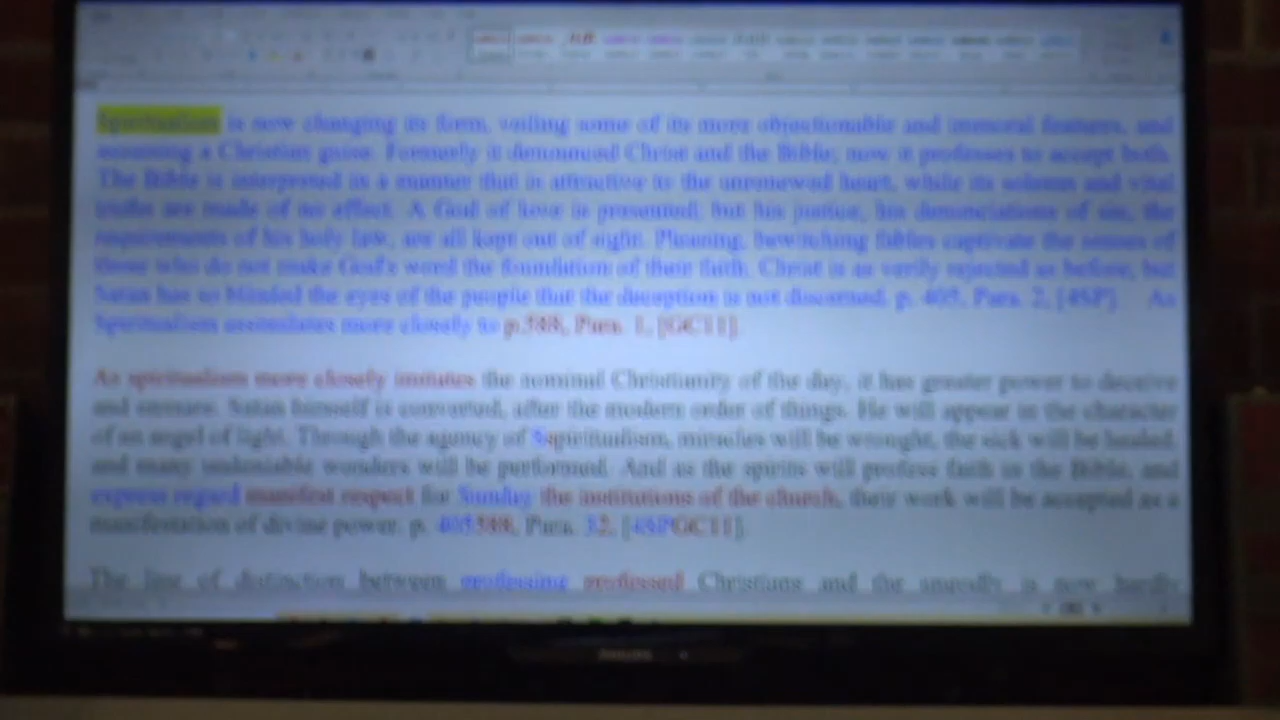 Spiritualism is now changing its form, veiling some of its more objectionable and immoral features, and
assuming a Christian guise. Formerly it denounced Christ and the Bible; now it professes to accept both.
The Bible is interpreted in a manner that is attractive to the unrenewed heart, while its solemn and vital
truths are made of no effect. A God of love is presented; but his justice, his denunciations of sin, the
requirements of his holy law, are all kept out of sight. Pleasing, bewitching fables captivate the senses of
those who do not make God's word the foundation of their faith. Christ is as verily rejected as before; but
Satan has so blinded the eyes of the people that the deception is not discerned. p. 405, Para. 2, [4SP]. As
Spiritualism assimilates more closely to p.588, Para. 1, [GC11].
As spiritualism more closely imitates the nominal Christianity of the day, it has greater power to deceive
and ensnare. Satan himself is converted, after the modern order of things. He will appear in the character
of an angel of light. Through the agency of Sspiritualism, miracles will be wrought, the sick will be healed,
and many undeniable wonders will be performed. And as the spirits will profess faith in the Bible, and
express regard manifest respect for Sunday the institutions of the church, their work will be accepted as a
manifestation of divine power. p. 405588, Para. 32, [4SPGC11].
The line of distinction between professing professed Christians and the ungodly is now hardly